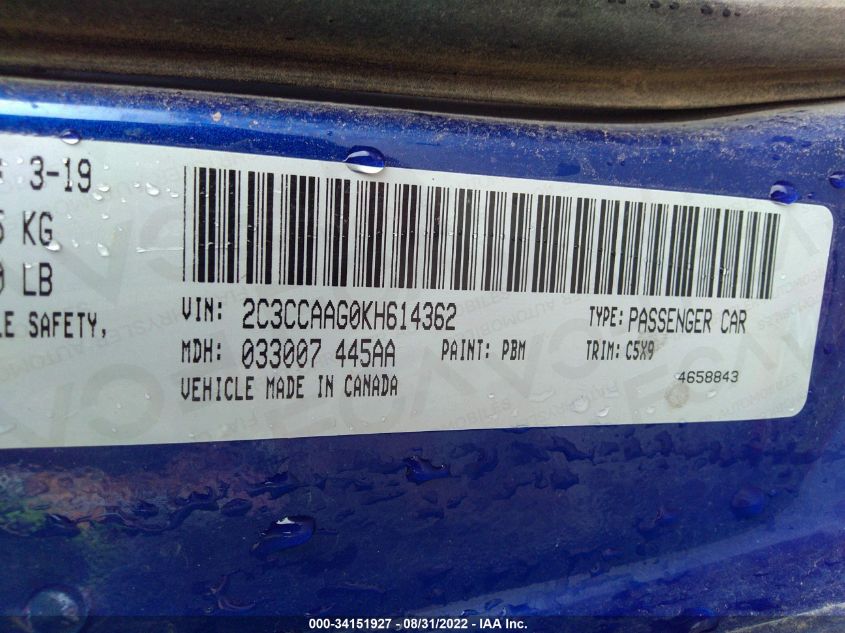 3-19
KG
LB
SAFETY,
VIN: 2C3CCAAG0KH614362 TYPE: PASSENGER CAR
MDH: 033007 445AA PAINT: PBM TRIM: C5X9
VEHICLE MADE IN CANADA 4658843
000-34151927 - 08/31/2022 - IAA Inc.